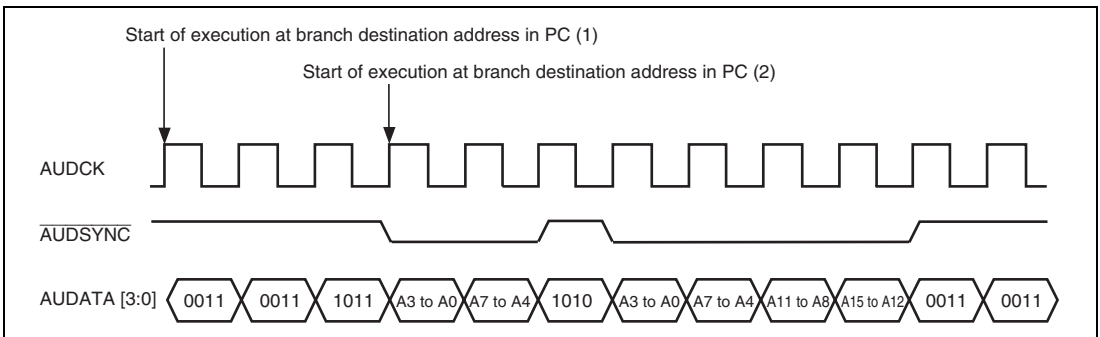 Start of execution at branch destination address in PC (1)
Start of execution at branch destination address in PC (2)
AUDCK
AUDSYNC
AUDATA [3:0] 0011 0011 1011 A3 to A0 A7 to A4 1010 A3 to A0 A7 to A4 A11 to A8 A15 to A12 0011 0011